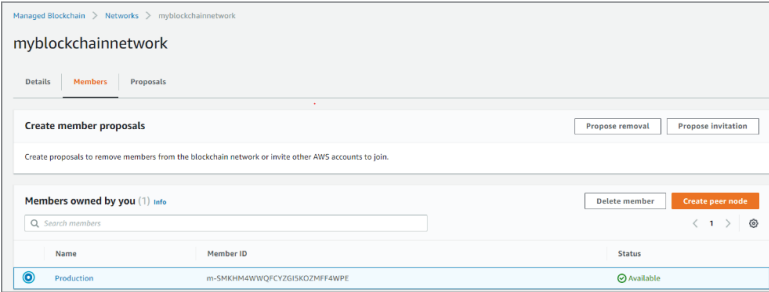 Managed Blockchain > Networks > myblockchainnetwork
myblockchainnetwork
Details Members Proposals
Create member proposals Propose removal Propose invitation
Create proposals to remove members from the blockchain network or invite other AWS accounts to join.
Members owned by you (1) Info Delete member Create peer node
Search members < 1 >
Name Member ID Status
Production m-SMKHM4WWQFCYZGISKOZMFF4WPE Available